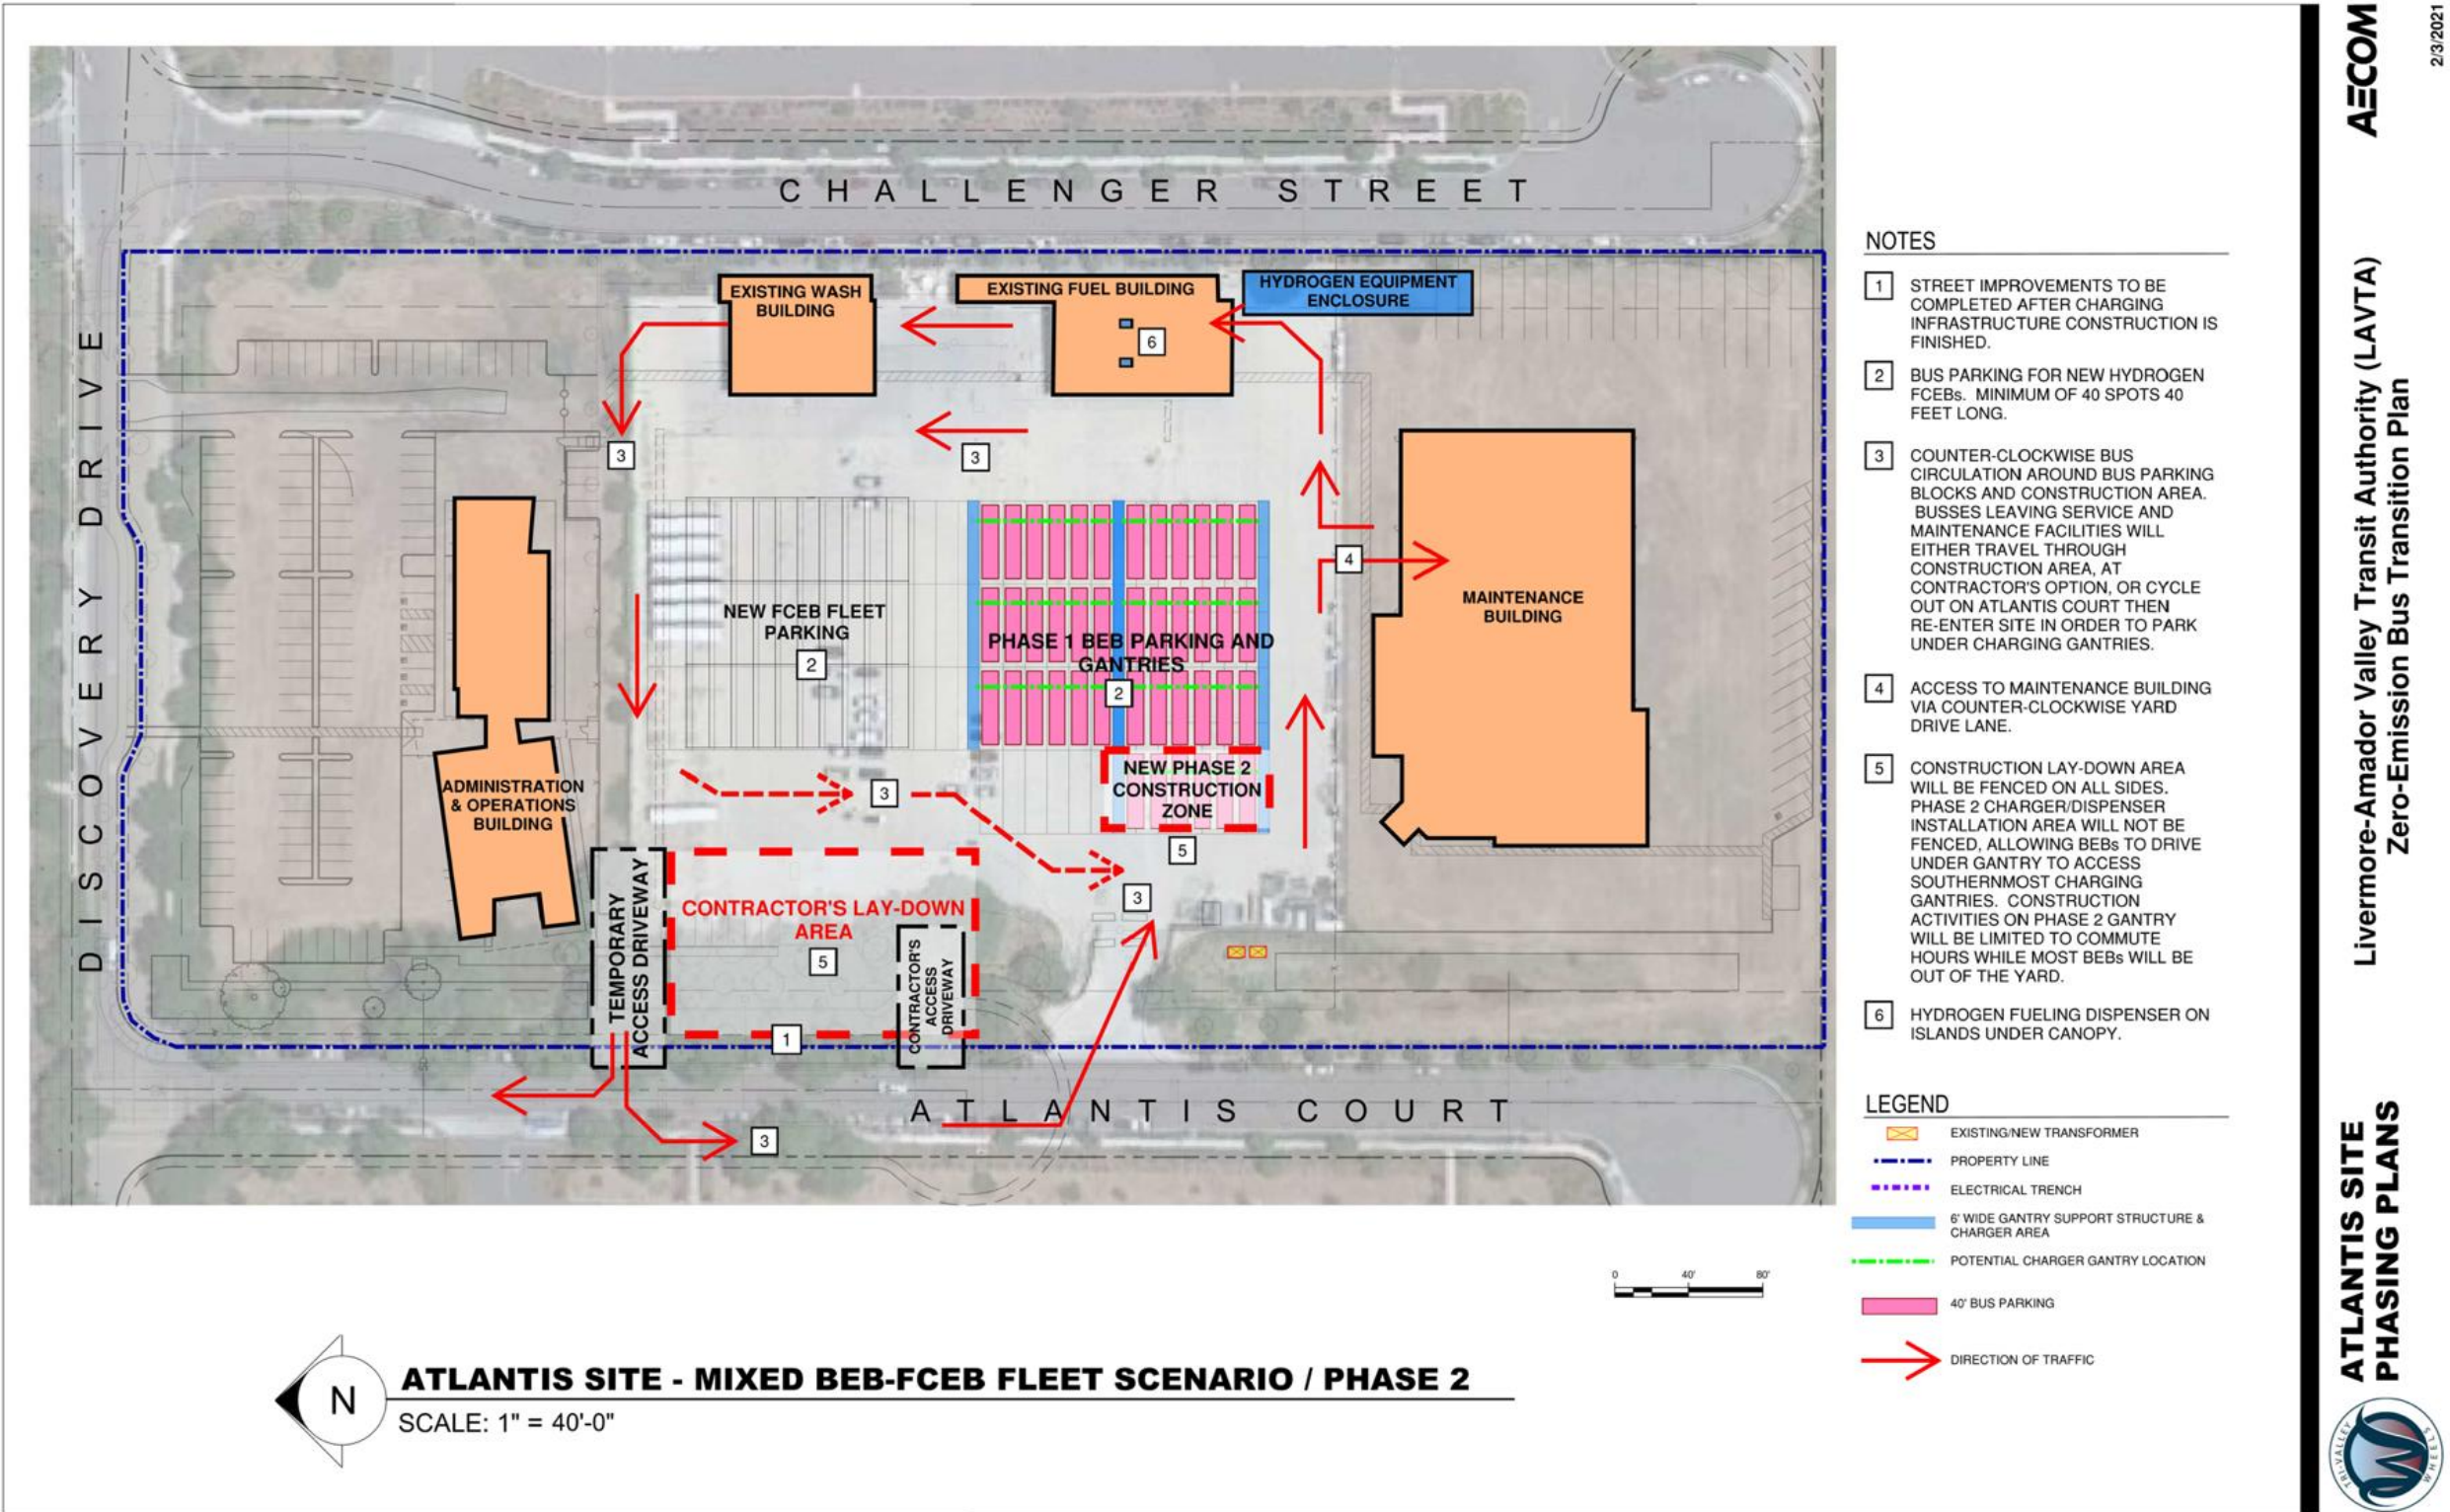 CHALLENGER STREET
DISCOVERY DRIVE
EXISTING WASH
BUILDING
EXISTING FUEL BUILDING
6
HYDROGEN EQUIPMENT
ENCLOSURE
3
3
4
NEW FCEB FLEET
PARKING
2
PHASE 1 BEB PARKING AND
GANTRIES
2
MAINTENANCE
BUILDING
ADMINISTRATION
& OPERATIONS
BUILDING
3
NEW PHASE 2
CONSTRUCTION
ZONE
5
3
TEMPORARY
ACCESS DRIVEWAY
CONTRACTOR'S LAY-DOWN
AREA
5
CONTRACTOR'S
ACCESS
DRIVEWAY
1
3
ATLANTIS COURT
NOTES
1 STREET IMPROVEMENTS TO BE
COMPLETED AFTER CHARGING
INFRASTRUCTURE CONSTRUCTION IS
FINISHED.
2 BUS PARKING FOR NEW HYDROGEN
FCEBs. MINIMUM OF 40 SPOTS 40
FEET LONG.
3 COUNTER-CLOCKWISE BUS
CIRCULATION AROUND BUS PARKING
BLOCKS AND CONSTRUCTION AREA.
BUSSES LEAVING SERVICE AND
MAINTENANCE FACILITIES WILL
EITHER TRAVEL THROUGH
CONSTRUCTION AREA, AT
CONTRACTOR'S OPTION, OR CYCLE
OUT ON ATLANTIS COURT THEN
RE-ENTER SITE IN ORDER TO PARK
UNDER CHARGING GANTRIES.
4 ACCESS TO MAINTENANCE BUILDING
VIA COUNTER-CLOCKWISE YARD
DRIVE LANE.
5 CONSTRUCTION LAY-DOWN AREA
WILL BE FENCED ON ALL SIDES.
PHASE 2 CHARGER/DISPENSER
INSTALLATION AREA WILL NOT BE
FENCED, ALLOWING BEBs TO DRIVE
UNDER GANTRY TO ACCESS
SOUTHERNMOST CHARGING
GANTRIES. CONSTRUCTION
ACTIVITIES ON PHASE 2 GANTRY
WILL BE LIMITED TO COMMUTE
HOURS WHILE MOST BEBs WILL BE
OUT OF THE YARD.
6 HYDROGEN FUELING DISPENSER ON
ISLANDS UNDER CANOPY.
LEGEND
EXISTING/NEW TRANSFORMER
PROPERTY LINE
ELECTRICAL TRENCH
6' WIDE GANTRY SUPPORT STRUCTURE &
CHARGER AREA
POTENTIAL CHARGER GANTRY LOCATION
40' BUS PARKING
DIRECTION OF TRAFFIC
0 40' 80'
N
ATLANTIS SITE - MIXED BEB-FCEB FLEET SCENARIO / PHASE 2
SCALE: 1" = 40'-0"
AECOM
2/3/2021
Livermore-Amador Valley Transit Authority (LAVTA)
Zero-Emission Bus Transition Plan
ATLANTIS SITE
PHASING PLANS
TRI-VALLEY
WHEELS